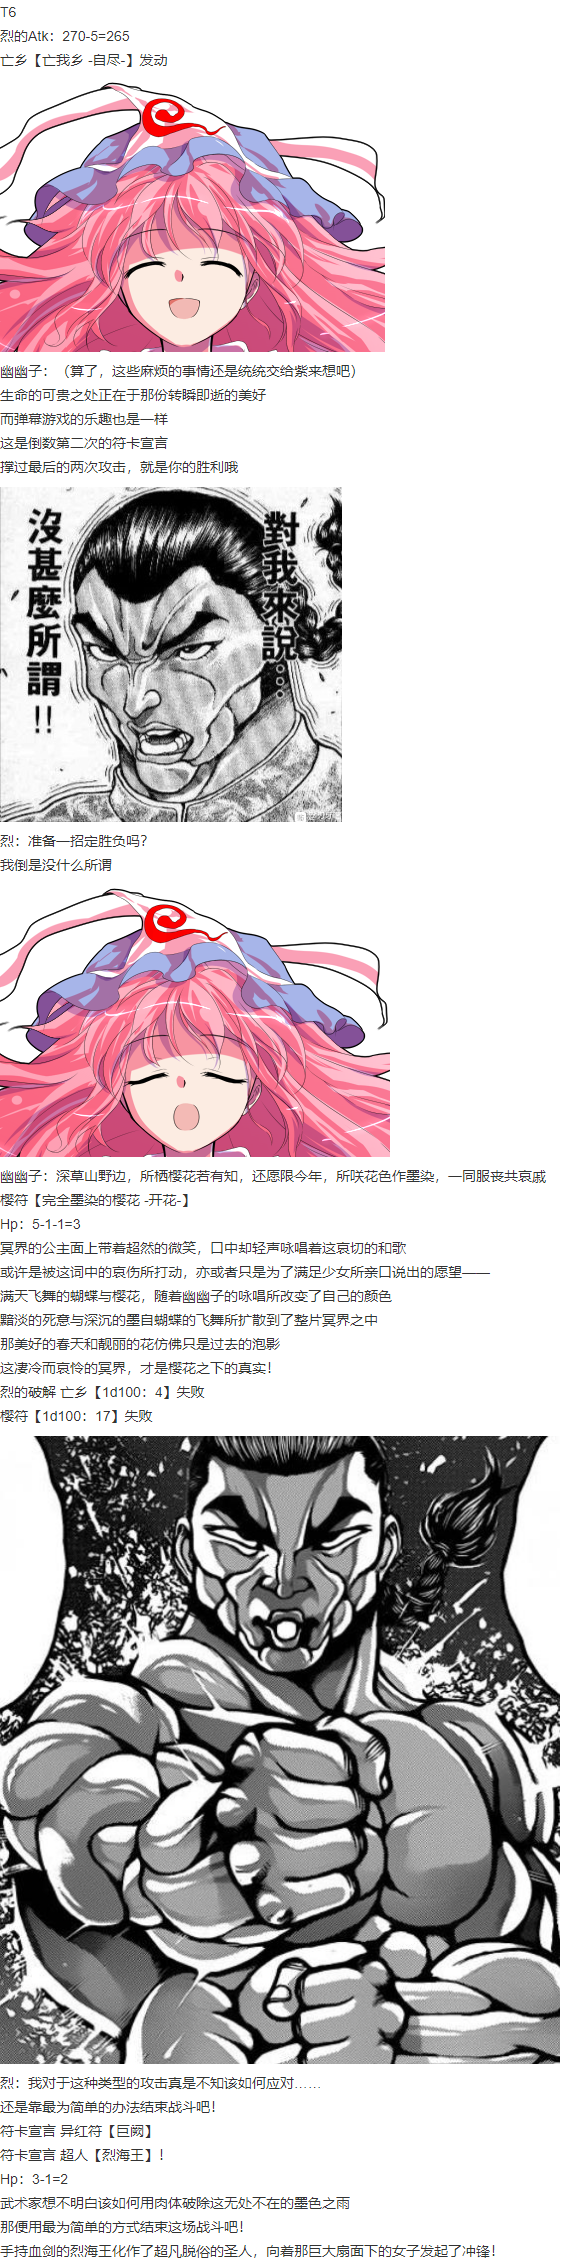 T6
烈的Atk：270-5=265
亡乡【亡我乡 -自尽-】发动
幽幽子：（算了，这些麻烦的事情还是统统交给紫来想吧）
生命的可贵之处正在于那份转瞬即逝的美好
而弹幕游戏的乐趣也是一样
这是倒数第二次的符卡宣言
撑过最后的两次攻击，就是你的胜利哦
對我來說…
沒甚麼所謂!!
烈：准备一招定胜负吗？
我倒是没什么所谓
幽幽子：深草山野边，所栖樱花若有知，还愿限今年，所咲花色作墨染，一同服丧共哀戚
樱符【完全墨染的樱花 -开花-】
Hp：5-1-1=3
冥界的公主面上带着超然的微笑，口中却轻声咏唱着这哀切的和歌
或许是被这词中的哀伤所打动，亦或者只是为了满足少女所亲口说出的愿望——
满天飞舞的蝴蝶与樱花，随着幽幽子的咏唱所改变了自己的颜色
黯淡的死意与深沉的墨自蝴蝶的飞舞所扩散到了整片冥界之中
那美好的春天和靓丽的花仿佛只是过去的泡影
这凄冷而哀怜的冥界，才是樱花之下的真实！
烈的破解 亡乡【1d100：4】失败
樱符【1d100：17】失败
烈：我对于这种类型的攻击真是不知该如何应对……
还是靠最为简单的办法结束战斗吧！
符卡宣言 异红符【巨阙】
符卡宣言 超人【烈海王】！
Hp：3-1=2
武术家想不明白该如何用肉体破除这无处不在的墨色之雨
那便用最为简单的方式结束这场战斗吧！
手持血剑的烈海王化作了超凡脱俗的圣人，向着那巨大扇面下的女子发起了冲锋！